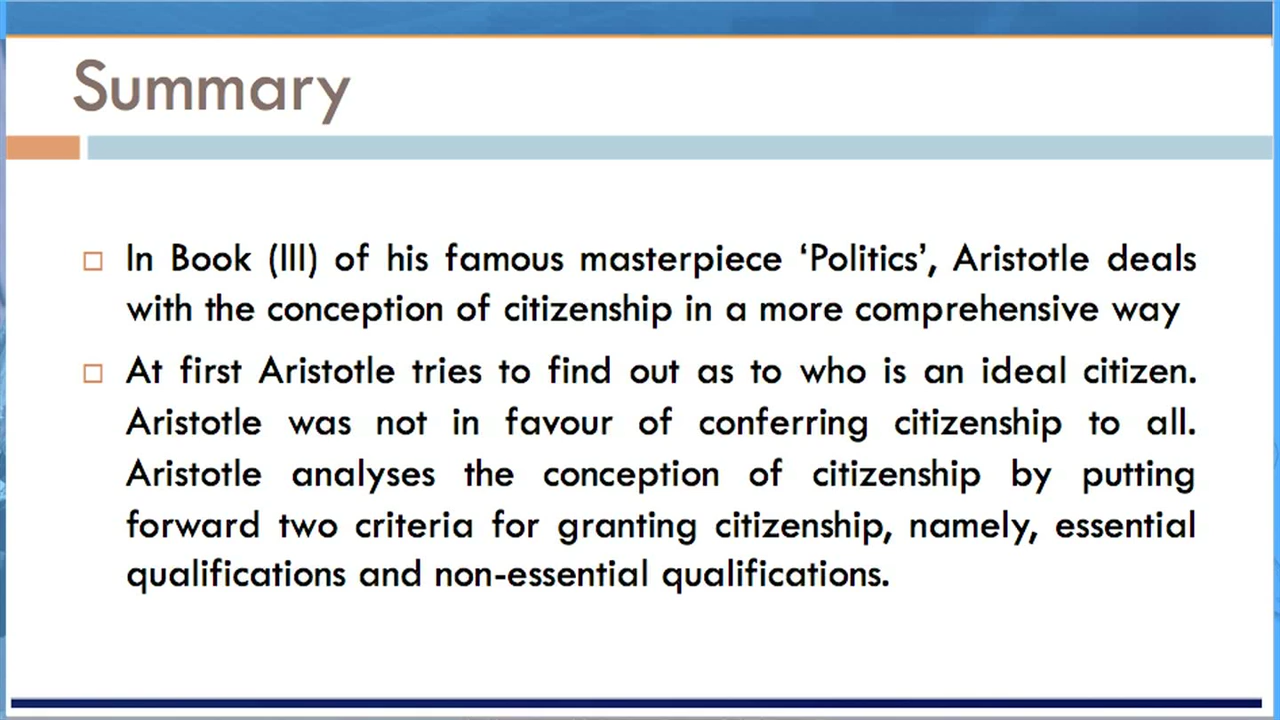 Summary
In Book (III) of his famous masterpiece ‘Politics’, Aristotle deals
with the conception of citizenship in a more comprehensive way
At first Aristotle tries to find out as to who is an ideal citizen.
Aristotle was not in favour of conferring citizenship to all.
Aristotle analyses the conception of citizenship by putting
forward two criteria for granting citizenship, namely, essential
qualifications and non-essential qualifications.